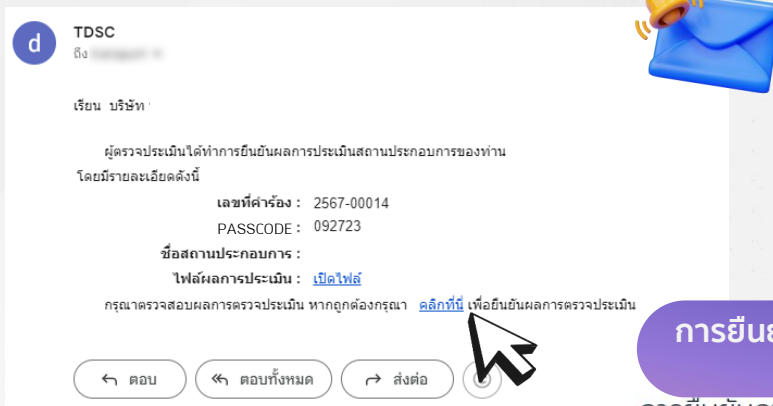 d
TDSC
ถึง
เรียน บริษัท
ผู้ตรวจประเมินได้ทำการยืนยันผลการประเมินสถานประกอบการของท่าน
โดยมีรายละเอียดดังนี้
เลขที่คำร้อง : 2567-00014
PASSCODE : 092723
ชื่อสถานประกอบการ :
ไฟล์ผลการประเมิน : เปิดไฟล์
กรุณาตรวจสอบผลการตรวจประเมิน หากถูกต้องกรุณา คลิกที่นี่ เพื่อยืนยันผลการตรวจประเมิน
การยืนย
ตอบ ตอบทั้งหมด ส่งต่อ